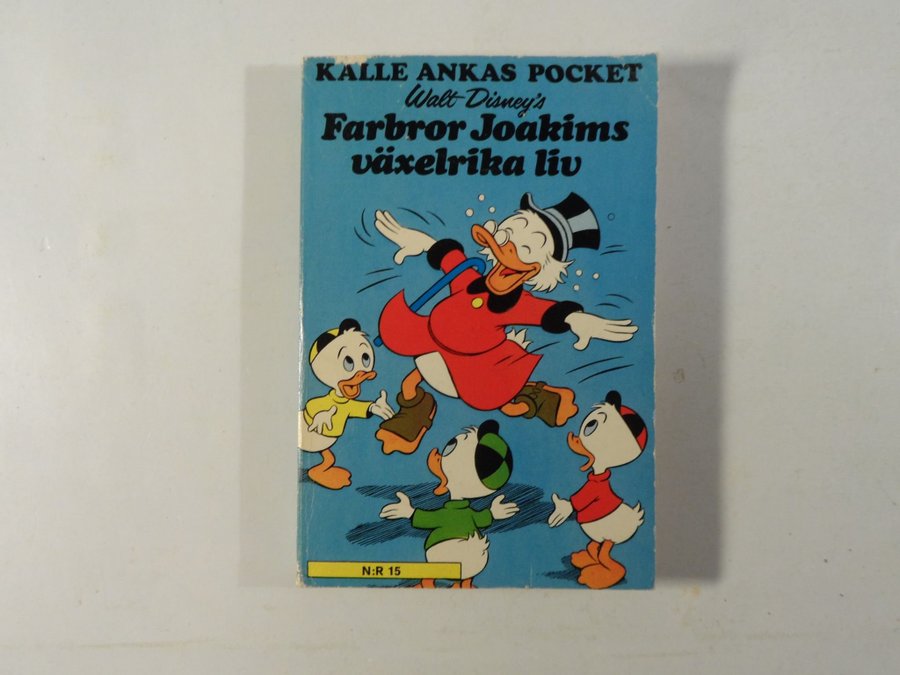 KALLE ANKAS POCKET
Walt Disney's
Farbror Joakims
växelrika liv
N:R 15